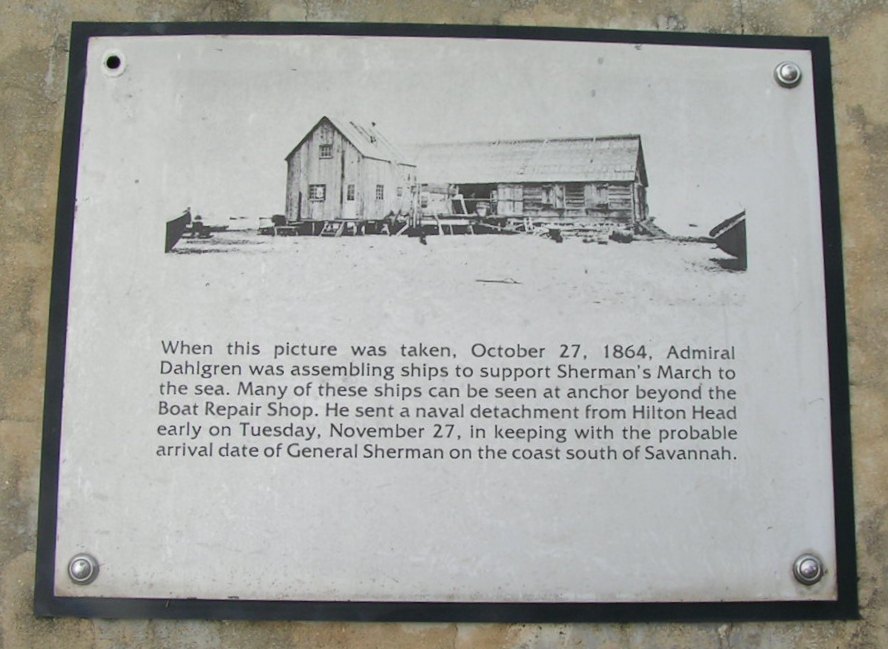 When this picture was taken, October 27, 1864, Admiral
Dahlgren was assembling ships to support Sherman's March to
the sea. Many of these ships can be seen at anchor beyond the
Boat Repair Shop. He sent a naval detachment from Hilton Head
early on Tuesday, November 27, in keeping with the probable
arrival date of General Sherman on the coast south of Savannah.